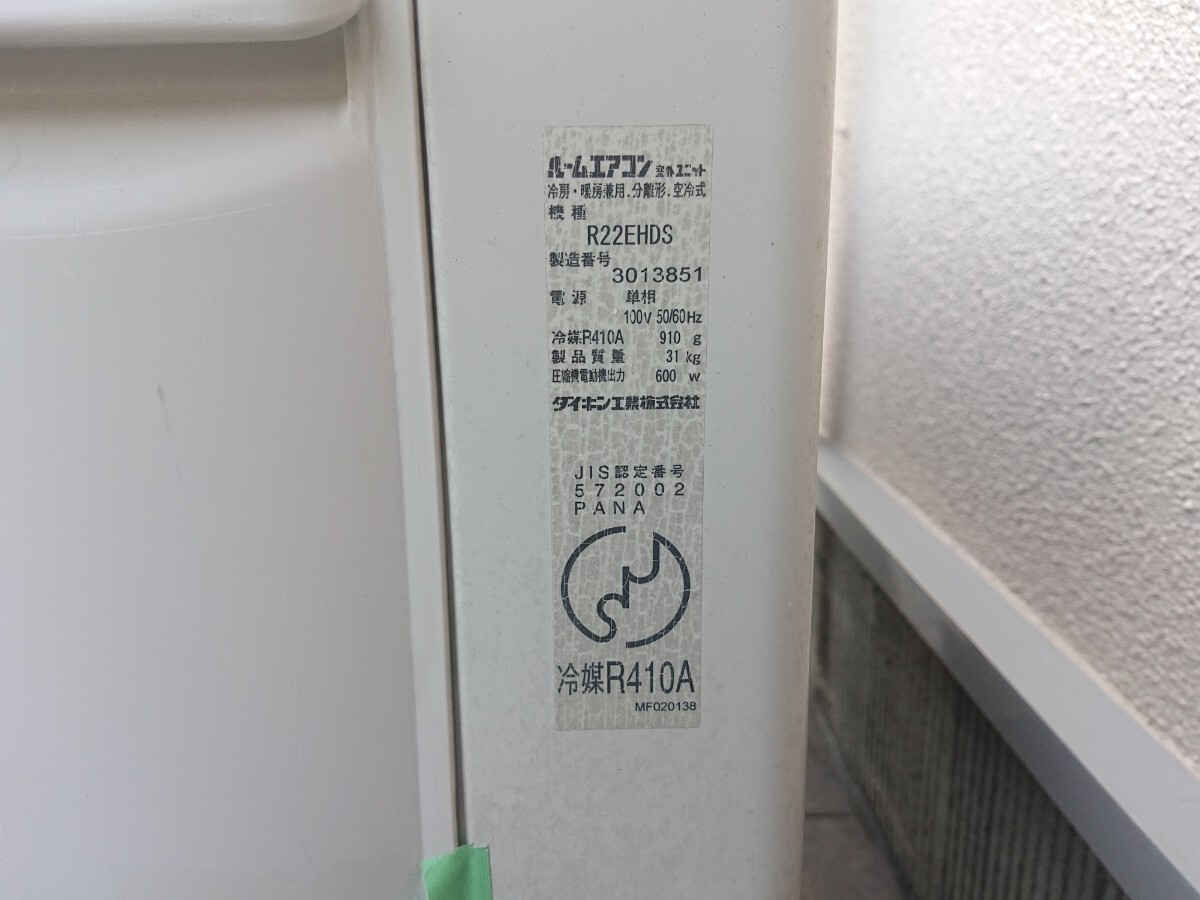 ルームエアコン 室外ユニット
冷房・暖房兼用.分離形.空冷式
機種
R22EHDS
製造番号
3013851
電源 単相
100V 50/60Hz
冷媒R410A 910 g
製品質量 31 kg
圧縮機電動機出力 600 W
ダイキン工業株式会社
JIS認定番号
572002
PANA
冷媒R410A
MF020138